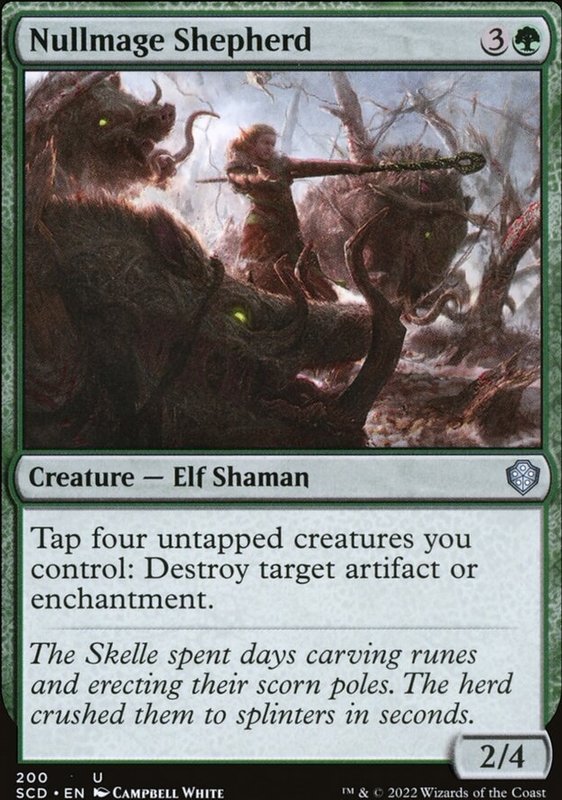 Nullmage Shepherd
3
Creature — Elf Shaman
Tap four untapped creatures you
control: Destroy target artifact or
enchantment.
The Skelle spent days carving runes
and erecting their scorn poles. The herd
crushed them to splinters in seconds.
2/4
200 U
SCD • EN CAMPBELL WHITE
™ & © 2022 Wizards of the Coast